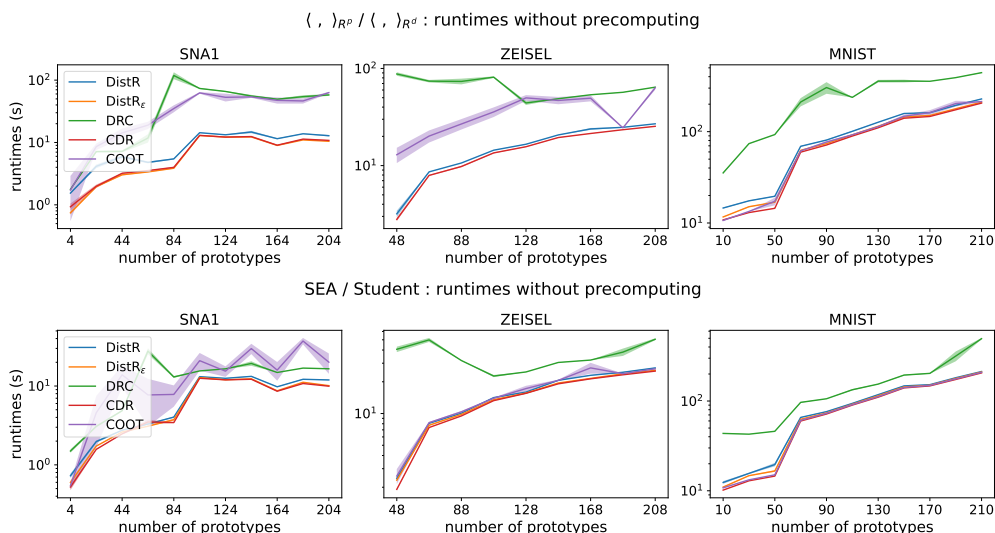 ⟨ , ⟩_{R^p} / ⟨ , ⟩_{R^d} : runtimes without precomputing
SNA1
ZEISEL
MNIST
runtimes (s)
10^2
10^1
10^0
DistR
DistR_ε
DRC
CDR
COOT
4 44 84 124 164 204
number of prototypes
10^2
10^1
48 88 128 168 208
number of prototypes
10^2
10^1
10 50 90 130 170 210
number of prototypes
SEA / Student : runtimes without precomputing
SNA1
ZEISEL
MNIST
runtimes (s)
10^1
10^0
DistR
DistR_ε
DRC
CDR
COOT
4 44 84 124 164 204
number of prototypes
10^1
48 88 128 168 208
number of prototypes
10^2
10^1
10 50 90 130 170 210
number of prototypes